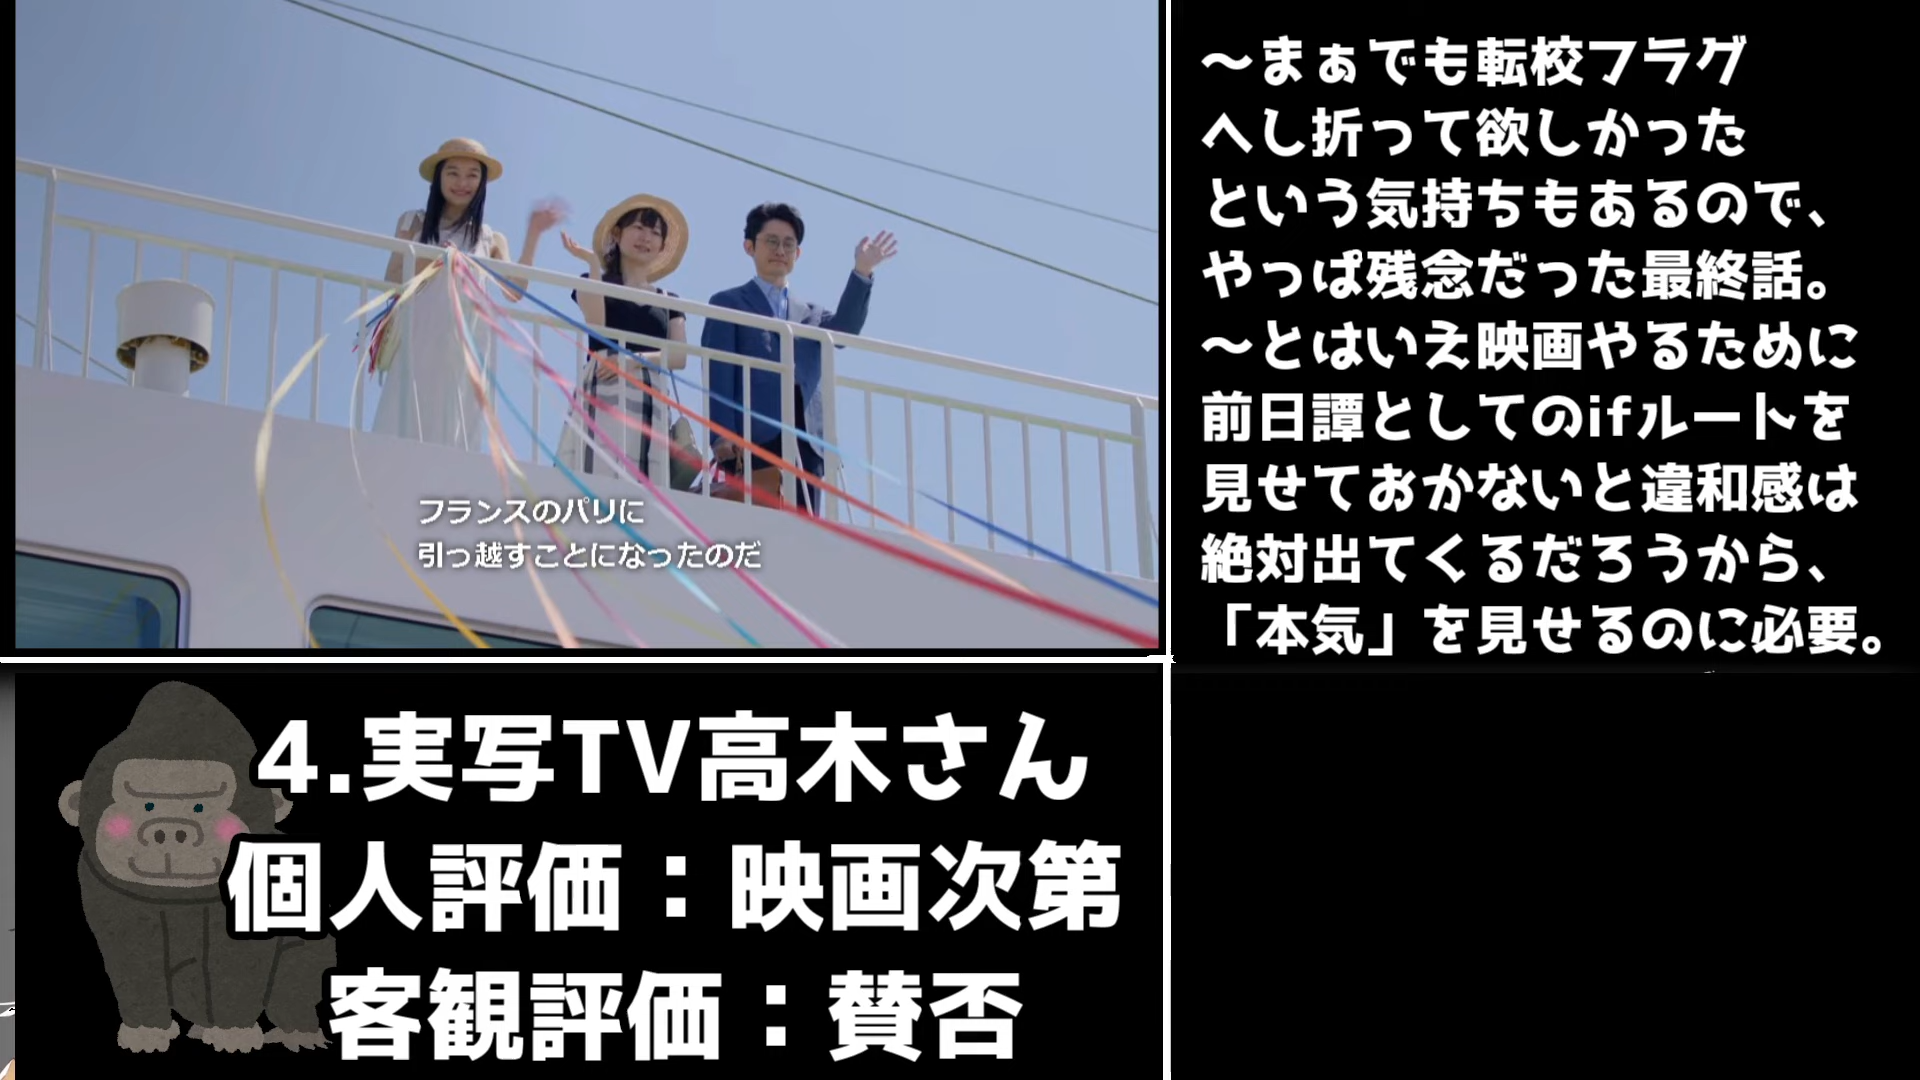 フランスのパリに
引っ越すことになったのだ
～まぁでも転校フラグ
へし折って欲しかった
という気持ちもあるので、
やっぱ残念だった最終話。
～とはいえ映画やるために
前日譚としてのifルートを
見せておかないと違和感は
絶対出てくるだろうから、
「本気」を見せるのに必要。
4.実写TV高木さん
個人評価：映画次第
客観評価：賛否